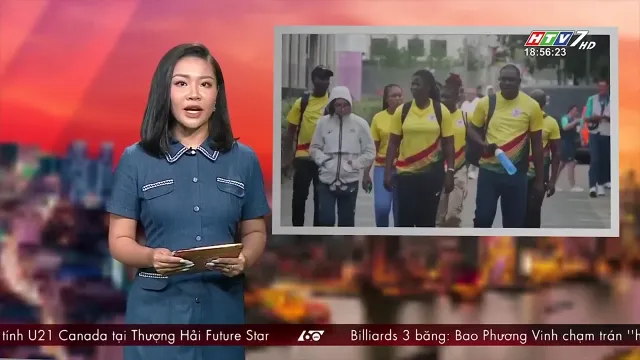 HTV7 HD
18:56:23
tính U21 Canada tại Thượng Hải Future Star
60
Billiards 3 băng: Bao Phương Vinh chạm trán "H